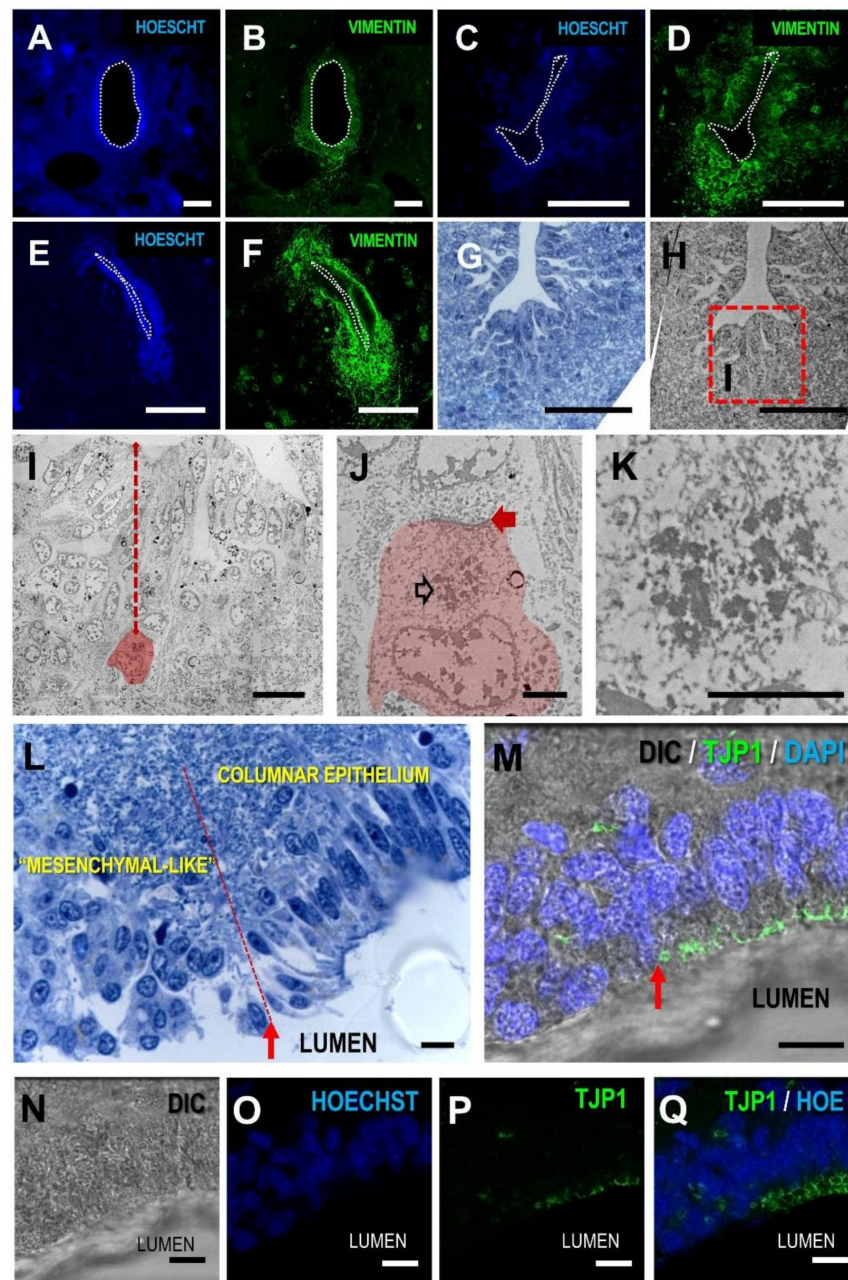 A HOESCHT B VIMENTIN C HOESCHT D VIMENTIN
E HOESCHT F VIMENTIN G H
I
I J K
L COLUMNAR EPITHELIUM M DIC / TJP1 / DAPI
"MESENCHYMAL-LIKE"
LUMEN LUMEN
N DIC O HOECHST P TJP1 Q TJP1 / HOE
LUMEN LUMEN LUMEN LUMEN